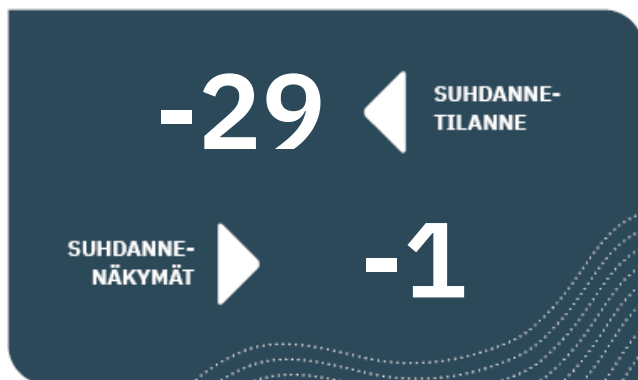 -29
SUHDANNE-
TILANNE
SUHDANNE-
NÄKYMÄT
-1